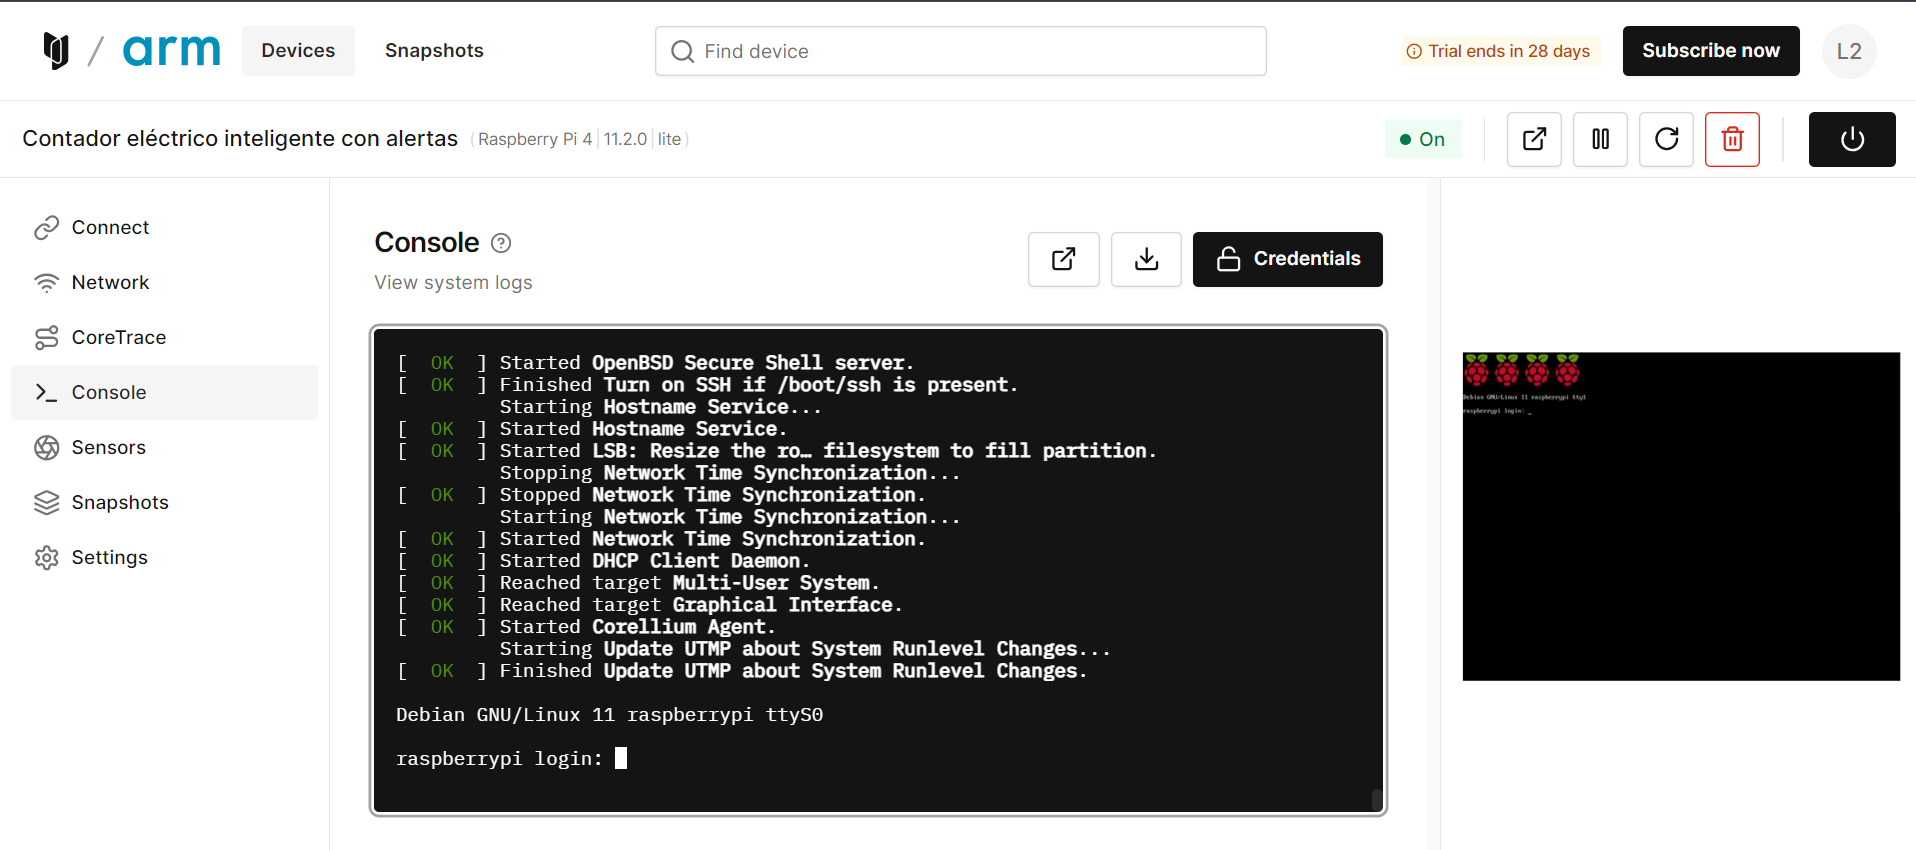 / arm
Devices
Snapshots
Find device
Trial ends in 28 days
Subscribe now
L2
Contador eléctrico inteligente con alertas
(Raspberry Pi 4 | 11.2.0 | lite)
On
Connect
Network
CoreTrace
Console
Sensors
Snapshots
Settings
Console
View system logs
Credentials
[  OK  ] Started OpenBSD Secure Shell server.
[  OK  ] Finished Turn on SSH if /boot/ssh is present.
Starting Hostname Service...
[  OK  ] Started Hostname Service.
[  OK  ] Started LSB: Resize the ro… filesystem to fill partition.
Stopping Network Time Synchronization...
[  OK  ] Stopped Network Time Synchronization.
Starting Network Time Synchronization...
[  OK  ] Started Network Time Synchronization.
[  OK  ] Started DHCP Client Daemon.
[  OK  ] Reached target Multi-User System.
[  OK  ] Reached target Graphical Interface.
[  OK  ] Started Corellium Agent.
Starting Update UTMP about System Runlevel Changes...
[  OK  ] Finished Update UTMP about System Runlevel Changes.
Debian GNU/Linux 11 raspberrypi ttyS0
raspberrypi login:
Debian GNU/Linux 11 raspberrypi tty1
raspberrypi login: _